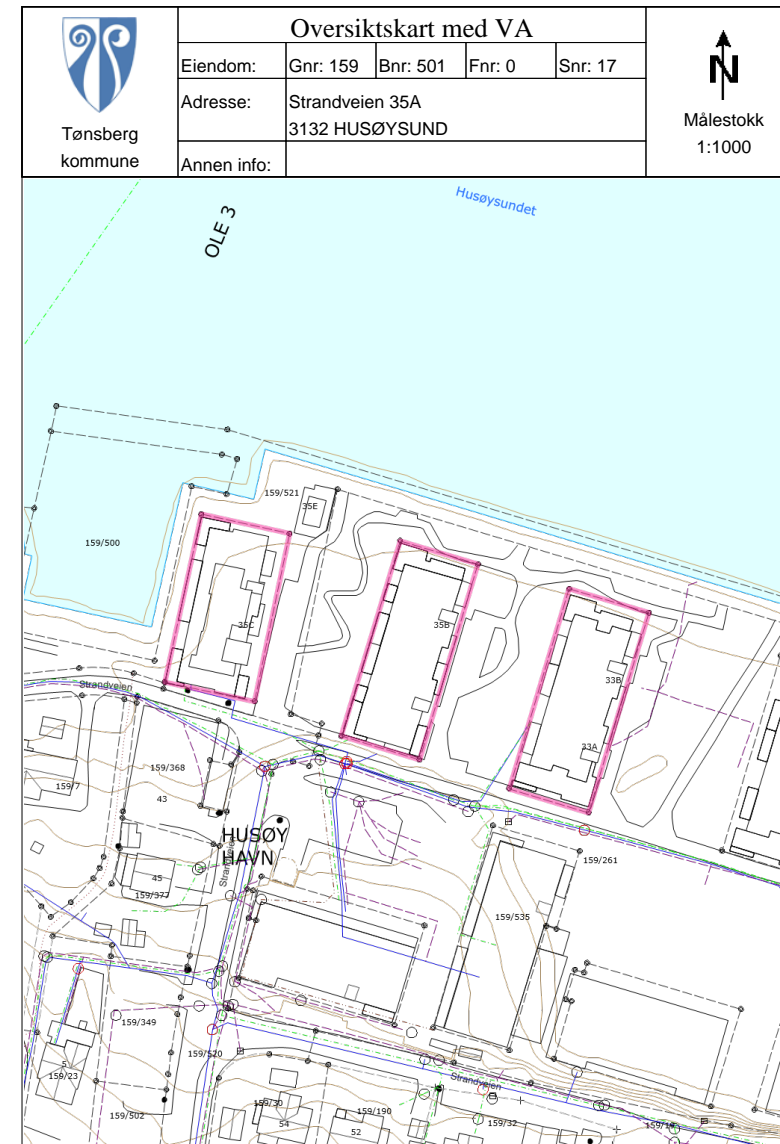 Oversiktskart med VA
Eiendom: Gnr: 159 Bnr: 501 Fnr: 0 Snr: 17
Adresse: Strandveien 35A
3132 HUSØYSUND
Annen info:
Tønsberg
kommune
N
Målestokk
1:1000
Husøysundet
OLE 3
159/521
35E
159/500
35C
35B
33B
33A
Strandveien
159/368
159/7
43
HUSØY
HAVN
Strandveien
45
159/377
159/261
159/535
159/349
159/520
5
159/23
159/502
159/30
54
159/190
52
Strandveien
159/32
159/14